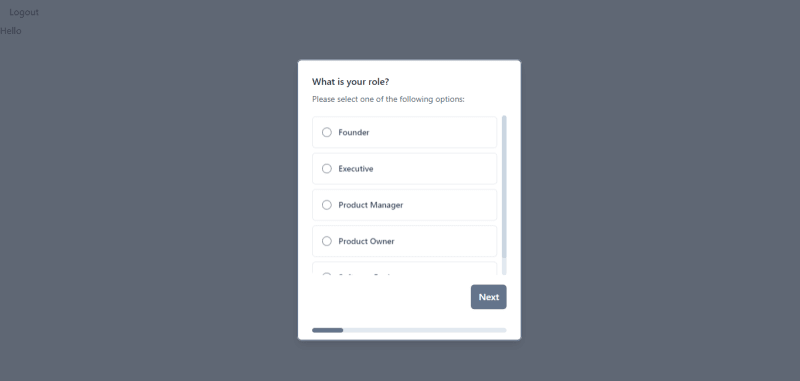 Logout
Hello
What is your role?
Please select one of the following options:
Founder
Executive
Product Manager
Product Owner
Next